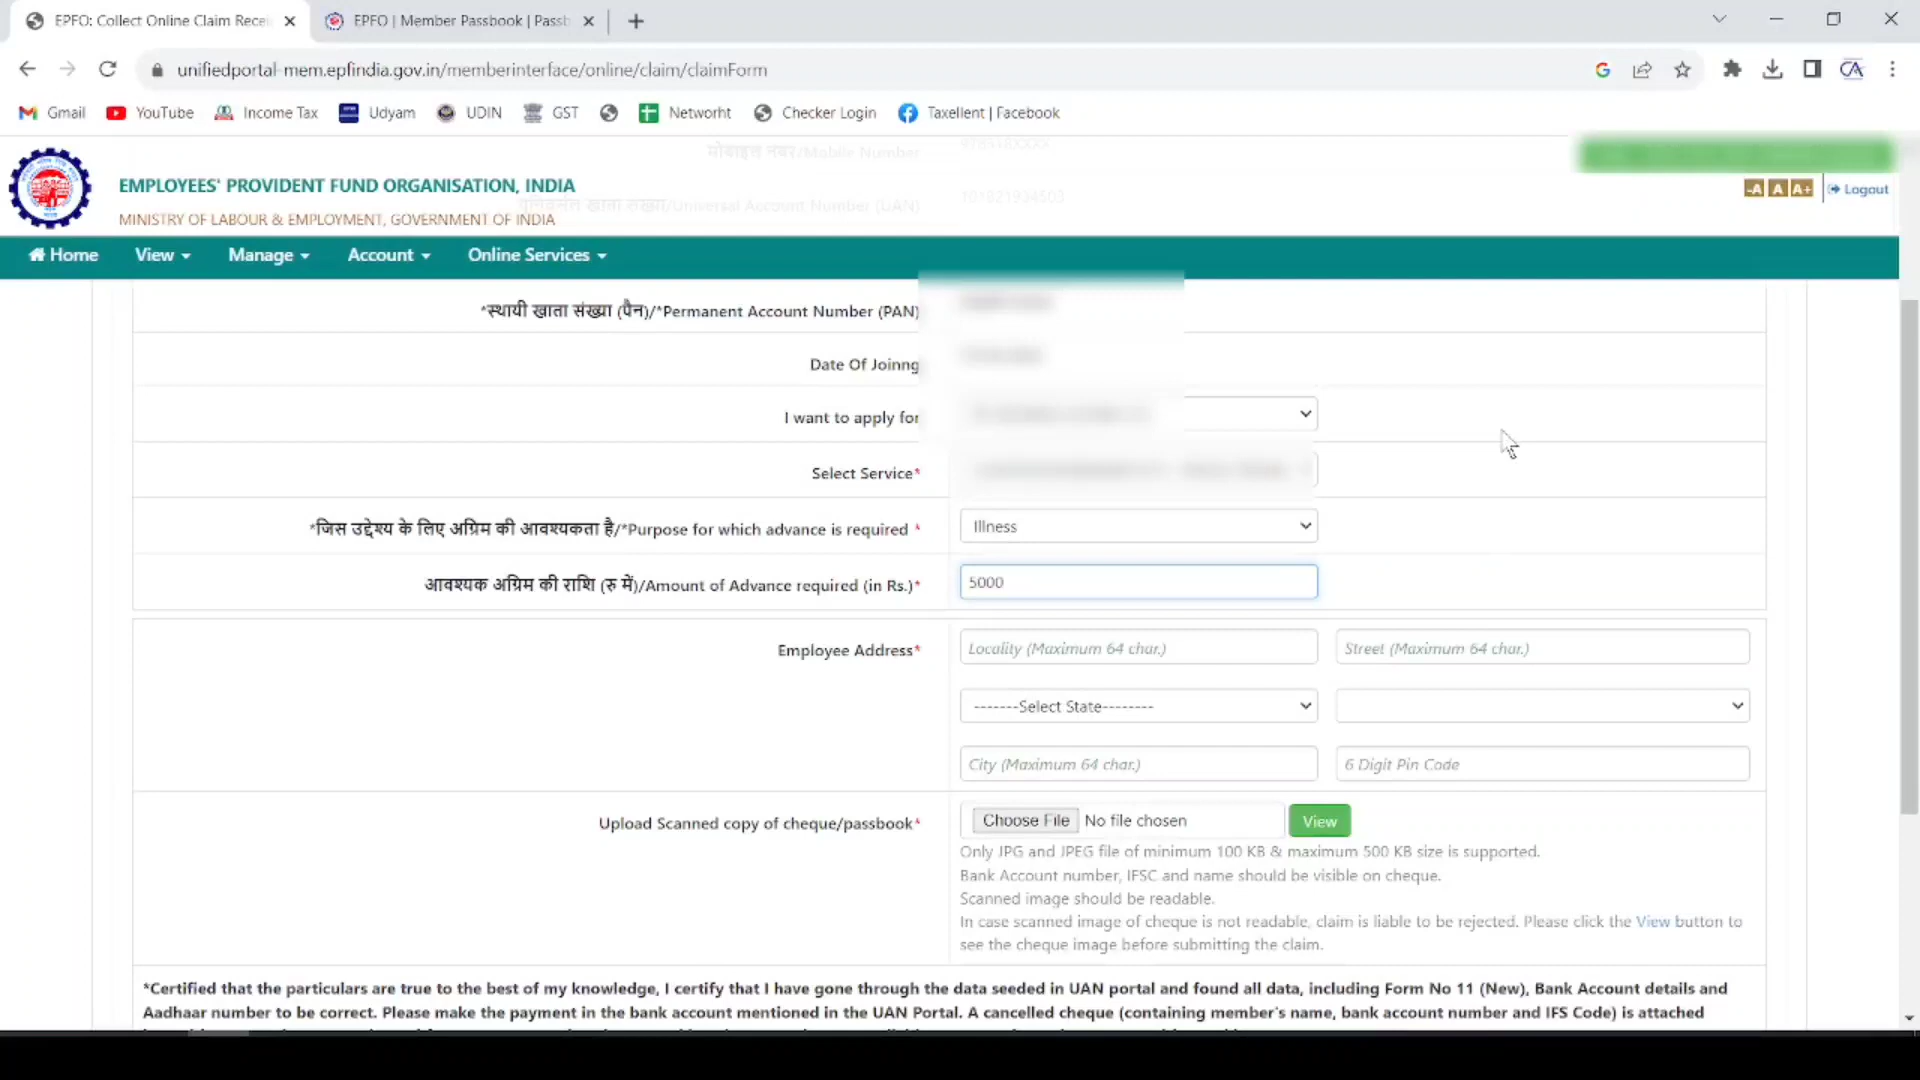 EPFO: Collect Online Claim Recei
EPFO | Member Passbook | Passb
unifiedportal-mem.epfindia.gov.in/memberinterface/online/claim/claimForm
Gmail
YouTube
Income Tax
Udyam
UDIN
GST
Networht
Checker Login
Taxellent | Facebook
मोबाइल नंबर/Mobile Number
EMPLOYEES' PROVIDENT FUND ORGANISATION, INDIA
-A A A+ Logout
/Universal Account Number (UAN)
MINISTRY OF LABOUR & EMPLOYMENT, GOVERNMENT OF INDIA
Home View Manage Account Online Services
*स्थायी खाता संख्या (पैन)/*Permanent Account Number (PAN)
Date Of Joinng
I want to apply for
Select Service*
*जिस उद्देश्य के लिए अग्रिम की आवश्यकता है/*Purpose for which advance is required *
Illness
आवश्यक अग्रिम की राशि (रु में)/Amount of Advance required (in Rs.)*
5000
Employee Address*
Locality (Maximum 64 char.)
Street (Maximum 64 char.)
-------Select State--------
City (Maximum 64 char.)
6 Digit Pin Code
Upload Scanned copy of cheque/passbook*
Choose File No file chosen
View
Only JPG and JPEG file of minimum 100 KB & maximum 500 KB size is supported.
Bank Account number, IFSC and name should be visible on cheque.
Scanned image should be readable.
In case scanned image of cheque is not readable, claim is liable to be rejected. Please click the View button to
see the cheque image before submitting the claim.
*Certified that the particulars are true to the best of my knowledge, I certify that I have gone through the data seeded in UAN portal and found all data, including Form No 11 (New), Bank Account details and
Aadhaar number to be correct. Please make the payment in the bank account mentioned in the UAN Portal. A cancelled cheque (containing member's name, bank account number and IFS Code) is attached